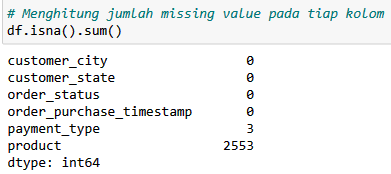 # Menghitung jumlah missing value pada tiap kolom
df.isna().sum()
customer_city 0
customer_state 0
order_status 0
order_purchase_timestamp 0
payment_type 3
product 2553
dtype: int64